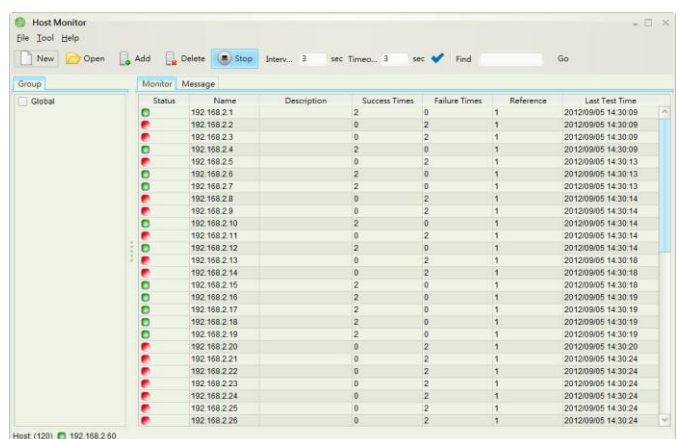 Host Monitor
File Tool Help
New Open Add Delete Stop Interv... 3 sec Timeo... 3 sec Find Go
Group
Monitor Message
Global
Status Name Description Success Times Failure Times Reference Last Test Time
192.168.2.1 2 0 1 2012/09/05 14:30:09
192.168.2.2 0 2 1 2012/09/05 14:30:09
192.168.2.3 0 2 1 2012/09/05 14:30:09
192.168.2.4 2 0 1 2012/09/05 14:30:09
192.168.2.5 0 2 1 2012/09/05 14:30:13
192.168.2.6 2 0 1 2012/09/05 14:30:13
192.168.2.7 2 0 1 2012/09/05 14:30:13
192.168.2.8 0 2 1 2012/09/05 14:30:14
192.168.2.9 0 2 1 2012/09/05 14:30:14
192.168.2.10 2 0 1 2012/09/05 14:30:14
192.168.2.11 0 2 1 2012/09/05 14:30:14
192.168.2.12 2 0 1 2012/09/05 14:30:14
192.168.2.13 0 2 1 2012/09/05 14:30:18
192.168.2.14 0 2 1 2012/09/05 14:30:18
192.168.2.15 2 0 1 2012/09/05 14:30:18
192.168.2.16 2 0 1 2012/09/05 14:30:19
192.168.2.17 2 0 1 2012/09/05 14:30:19
192.168.2.18 2 0 1 2012/09/05 14:30:19
192.168.2.19 2 0 1 2012/09/05 14:30:19
192.168.2.20 0 2 1 2012/09/05 14:30:20
192.168.2.21 0 2 1 2012/09/05 14:30:24
192.168.2.22 0 2 1 2012/09/05 14:30:24
192.168.2.23 0 2 1 2012/09/05 14:30:24
192.168.2.24 0 2 1 2012/09/05 14:30:24
192.168.2.25 0 2 1 2012/09/05 14:30:24
192.168.2.26 0 2 1 2012/09/05 14:30:24
Host: (120) 192.168.2.60